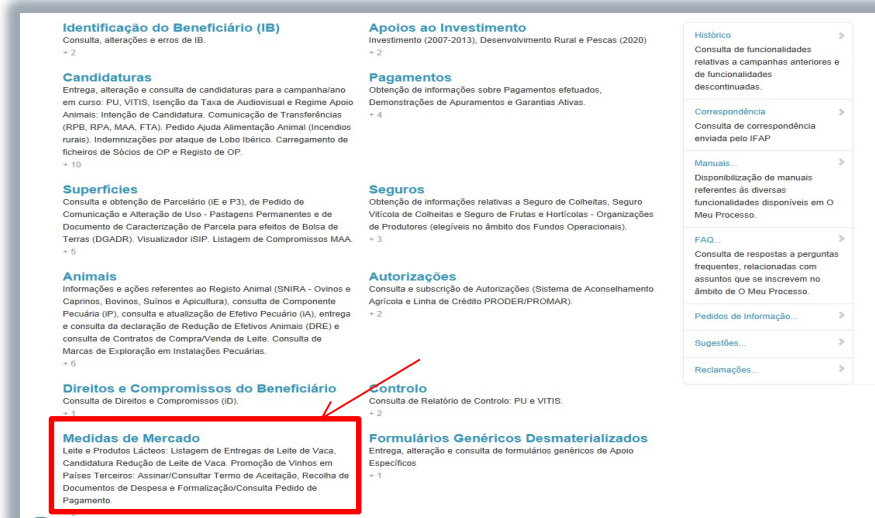 Identificação do Beneficiário (IB)
Consulta, alterações e erros de IB.
+ 2
Candidaturas
Entrega, alteração e consulta de candidaturas para a campanha/ano
em curso: PU, VITIS, Isenção da Taxa de Audiovisual e Regime Apoio
Animais: Intenção de Candidatura. Comunicação de Transferências
(RPB, RPA, MAA, FTA). Pedido Ajuda Alimentação Animal (Incendios
rurais). Indemnizações por ataque de Lobo Ibérico. Carregamento de
ficheiros de Sócios de OP e Registo de OP.
+ 10
Superfícies
Consulta e obtenção de Parcelário (iE e P3), de Pedido de
Comunicação e Alteração de Uso - Pastagens Permanentes e de
Documento de Caracterização de Parcela para efeitos de Bolsa de
Terras (DGADR). Visualizador iSIP. Listagem de Compromissos MAA.
+ 5
Animais
Informações e ações referentes ao Registo Animal (SNIRA - Ovinos e
Caprinos, Bovinos, Suínos e Apicultura), consulta de Componente
Pecuária (iP), consulta e atualização de Efetivo Pecuário (iA), entrega
e consulta da declaração de Redução de Efetivos Animais (DRE) e
consulta de Contratos de Compra/Venda de Leite. Consulta de
Marcas de Exploração em Instalações Pecuárias.
+ 6
Direitos e Compromissos do Beneficiário
Consulta de Direitos e Compromissos (iD).
+ 1
Medidas de Mercado
Leite e Produtos Lácteos: Listagem de Entregas de Leite de Vaca,
Candidatura Redução de Leite de Vaca. Promoção de Vinhos em
Países Terceiros: Assinar/Consultar Termo de Aceitação, Recolha de
Documentos de Despesa e Formalização/Consulta Pedido de
Pagamento.
Apoios ao Investimento
Investimento (2007-2013), Desenvolvimento Rural e Pescas (2020)
+ 2
Pagamentos
Obtenção de informações sobre Pagamentos efetuados,
Demonstrações de Apuramentos e Garantias Ativas.
+ 4
Seguros
Obtenção de informações relativas a Seguro de Colheitas, Seguro
Vitícola de Colheitas e Seguro de Frutas e Hortícolas - Organizações
de Produtores (elegíveis no âmbito dos Fundos Operacionais).
+ 3
Autorizações
Consulta e subscrição de Autorizações (Sistema de Aconselhamento
Agrícola e Linha de Crédito PRODER/PROMAR).
+ 2
Controlo
Consulta de Relatório de Controlo: PU e VITIS.
+ 2
Formulários Genéricos Desmaterializados
Entrega, alteração e consulta de formulários genéricos de Apoio
Específicos
+ 1
Histórico
Consulta de funcionalidades
relativas a campanhas anteriores e
de funcionalidades
descontinuadas.
Correspondência
Consulta de correspondência
enviada pelo IFAP
Manuais...
Disponibilização de manuais
referentes ás diversas
funcionalidades disponíveis em O
Meu Processo.
FAQ...
Consulta de respostas a perguntas
frequentes, relacionadas com
assuntos que se inscrevem no
âmbito de O Meu Processo.
Pedidos de Informação...
Sugestões...
Reclamações...